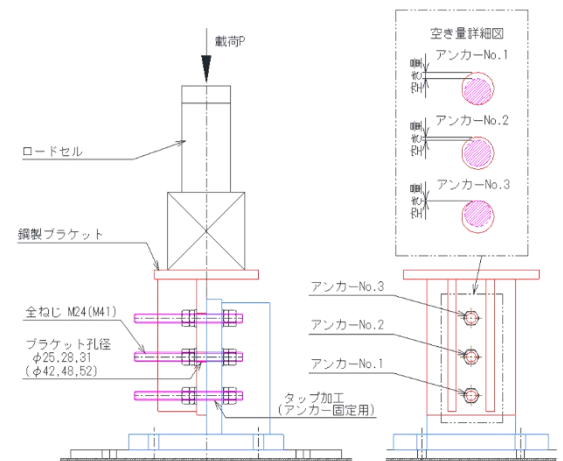 載荷P
ロードセル
鋼製ブラケット
全ねじ M24(M41)
ブラケット孔径
φ25,28,31
(φ42,48,52)
タップ加工
(アンカー固定用)
空き量詳細図
アンカーNo.1
空き量
アンカーNo.2
空き量
アンカーNo.3
空き量
アンカーNo.3
アンカーNo.2
アンカーNo.1